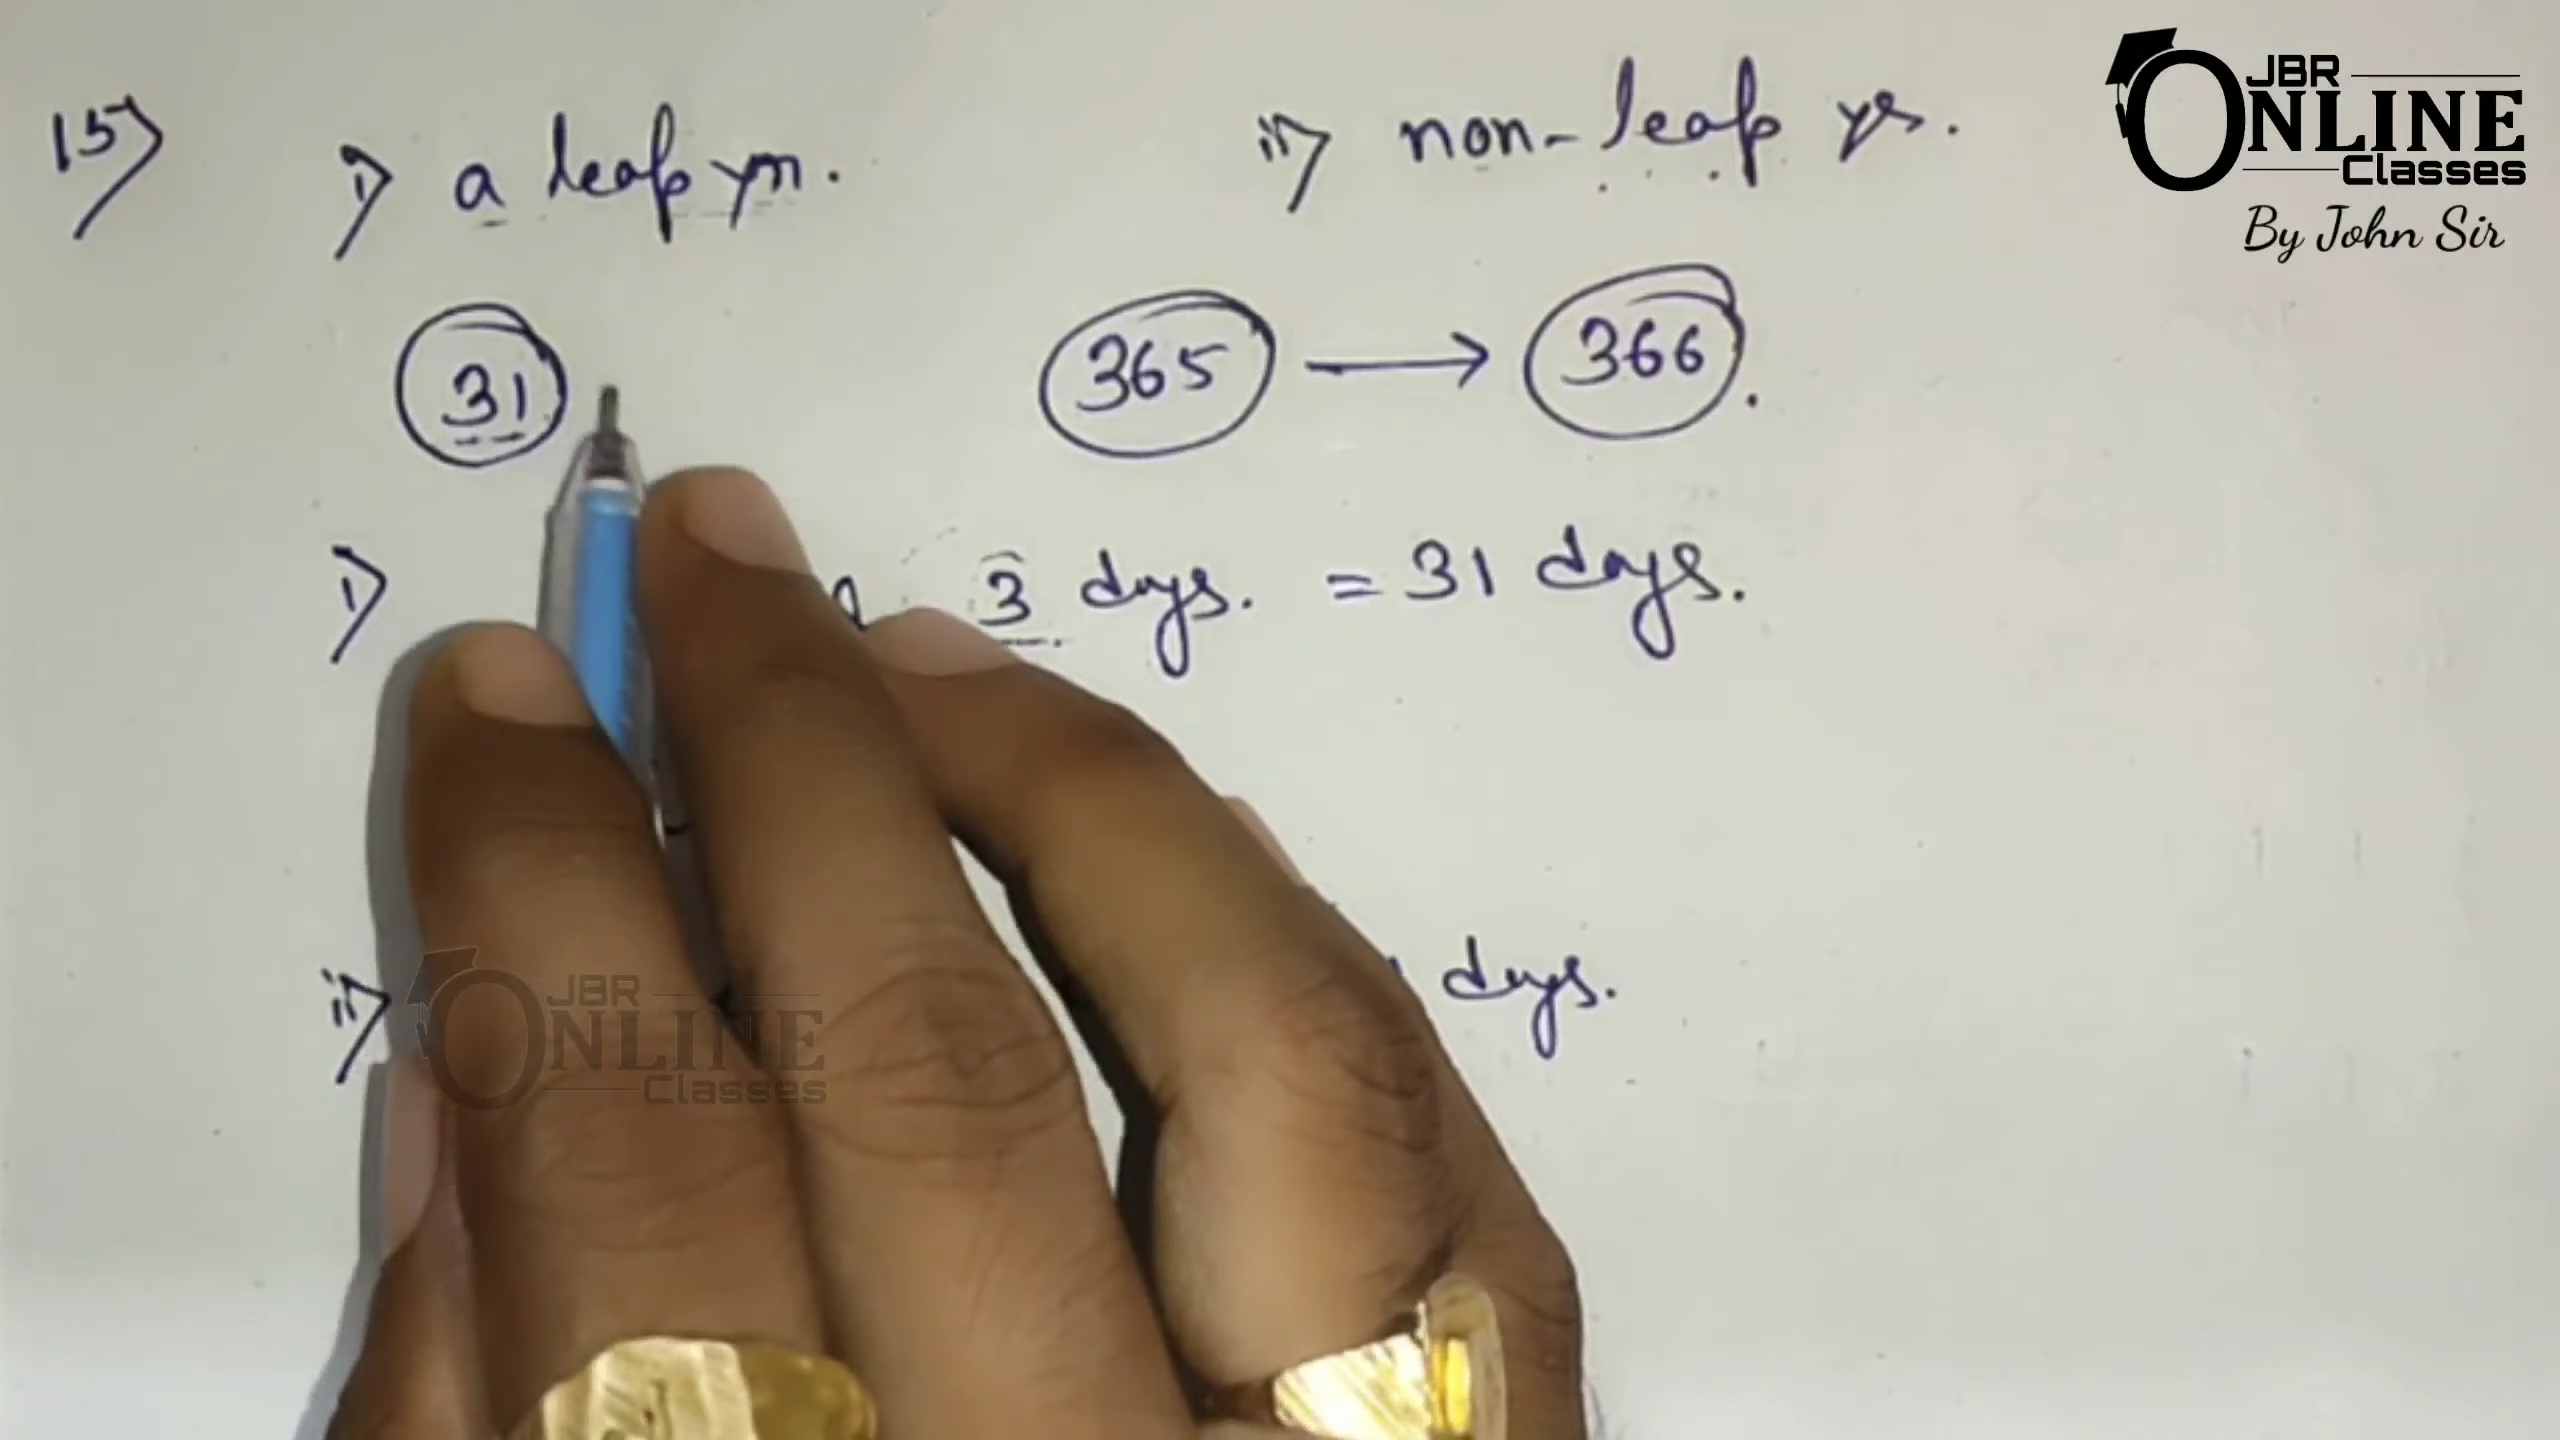 JBR
ONLINE
Classes
By John Sir
15) i) a leap yr. ii) non-leap yr.
31 365 → 366.
i) 3 days. = 31 days.
ii) days.
JBR
ONLINE
Classes